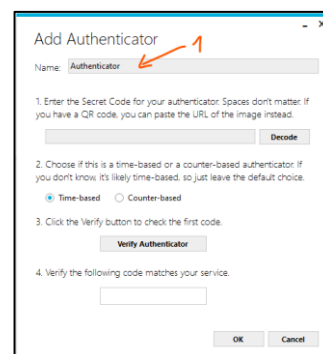 Add Authenticator
1
Name: Authenticator
1. Enter the Secret Code for your authenticator. Spaces don't matter. If
you have a QR code, you can paste the URL of the image instead.
Decode
2. Choose if this is a time-based or a counter-based authenticator. If
you don't know, it's likely time-based, so just leave the default choice.
Time-based Counter-based
3. Click the Verify button to check the first code.
Verify Authenticator
4. Verify the following code matches your service.
OK Cancel